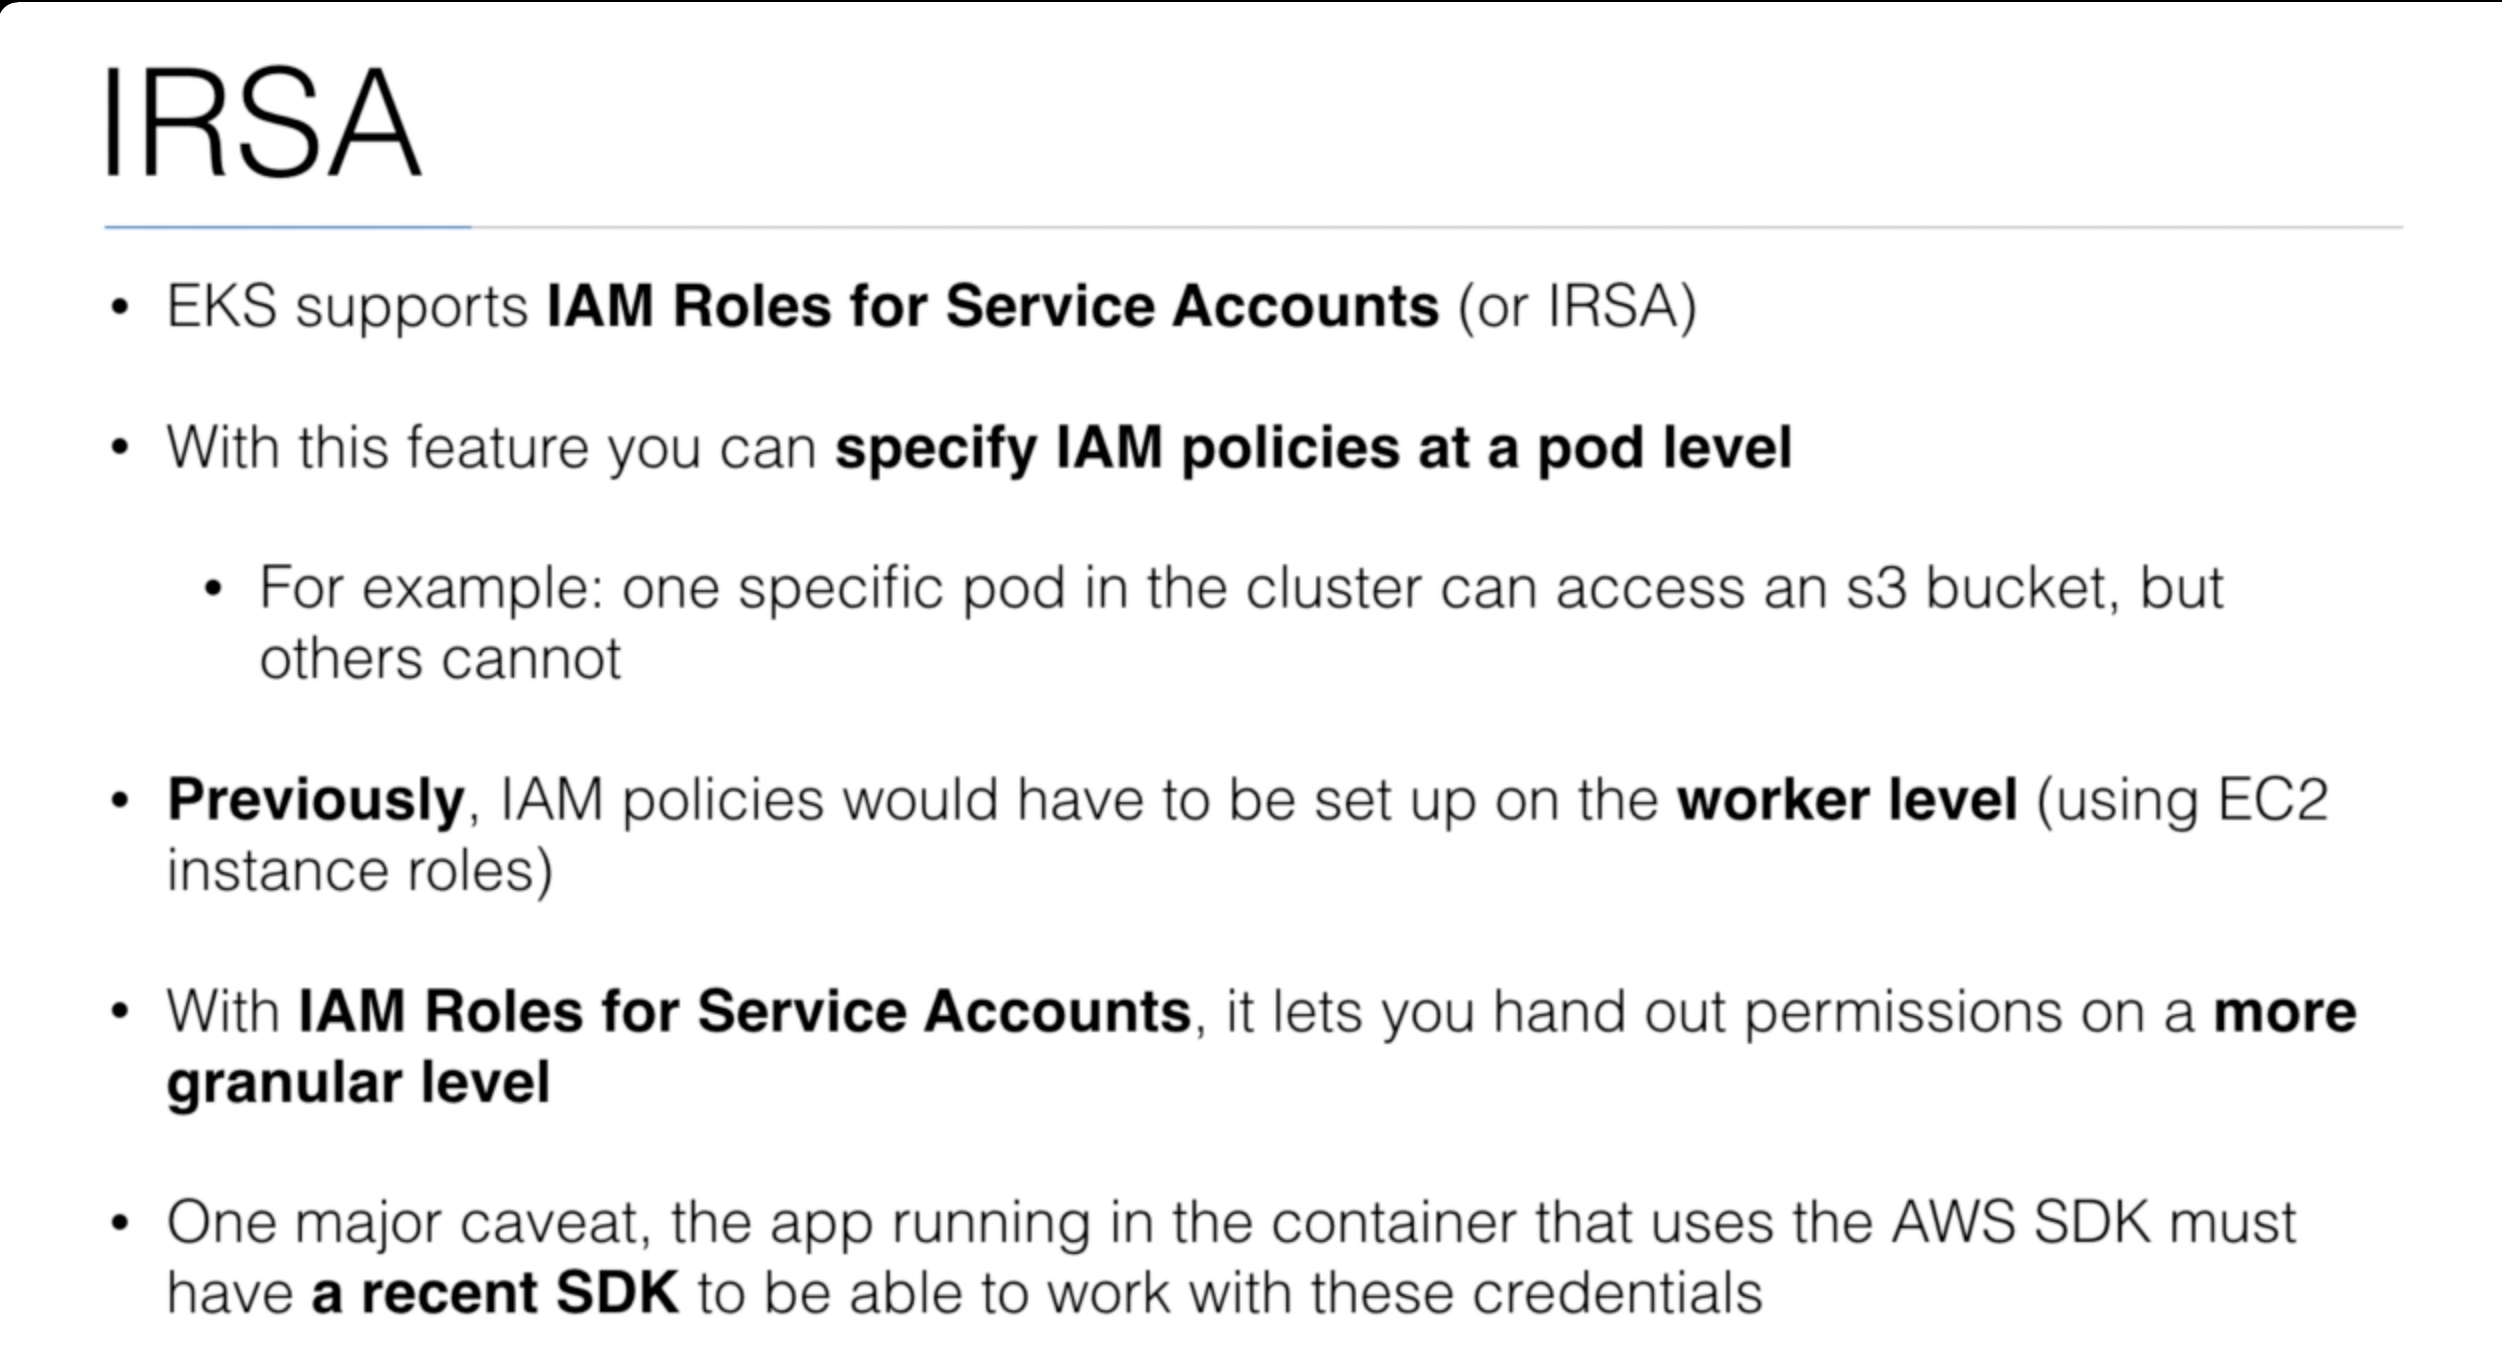 IRSA
• EKS supports IAM Roles for Service Accounts (or IRSA)
• With this feature you can specify IAM policies at a pod level
• For example: one specific pod in the cluster can access an s3 bucket, but
others cannot
• Previously, IAM policies would have to be set up on the worker level (using EC2
instance roles)
• With IAM Roles for Service Accounts, it lets you hand out permissions on a more
granular level
• One major caveat, the app running in the container that uses the AWS SDK must
have a recent SDK to be able to work with these credentials